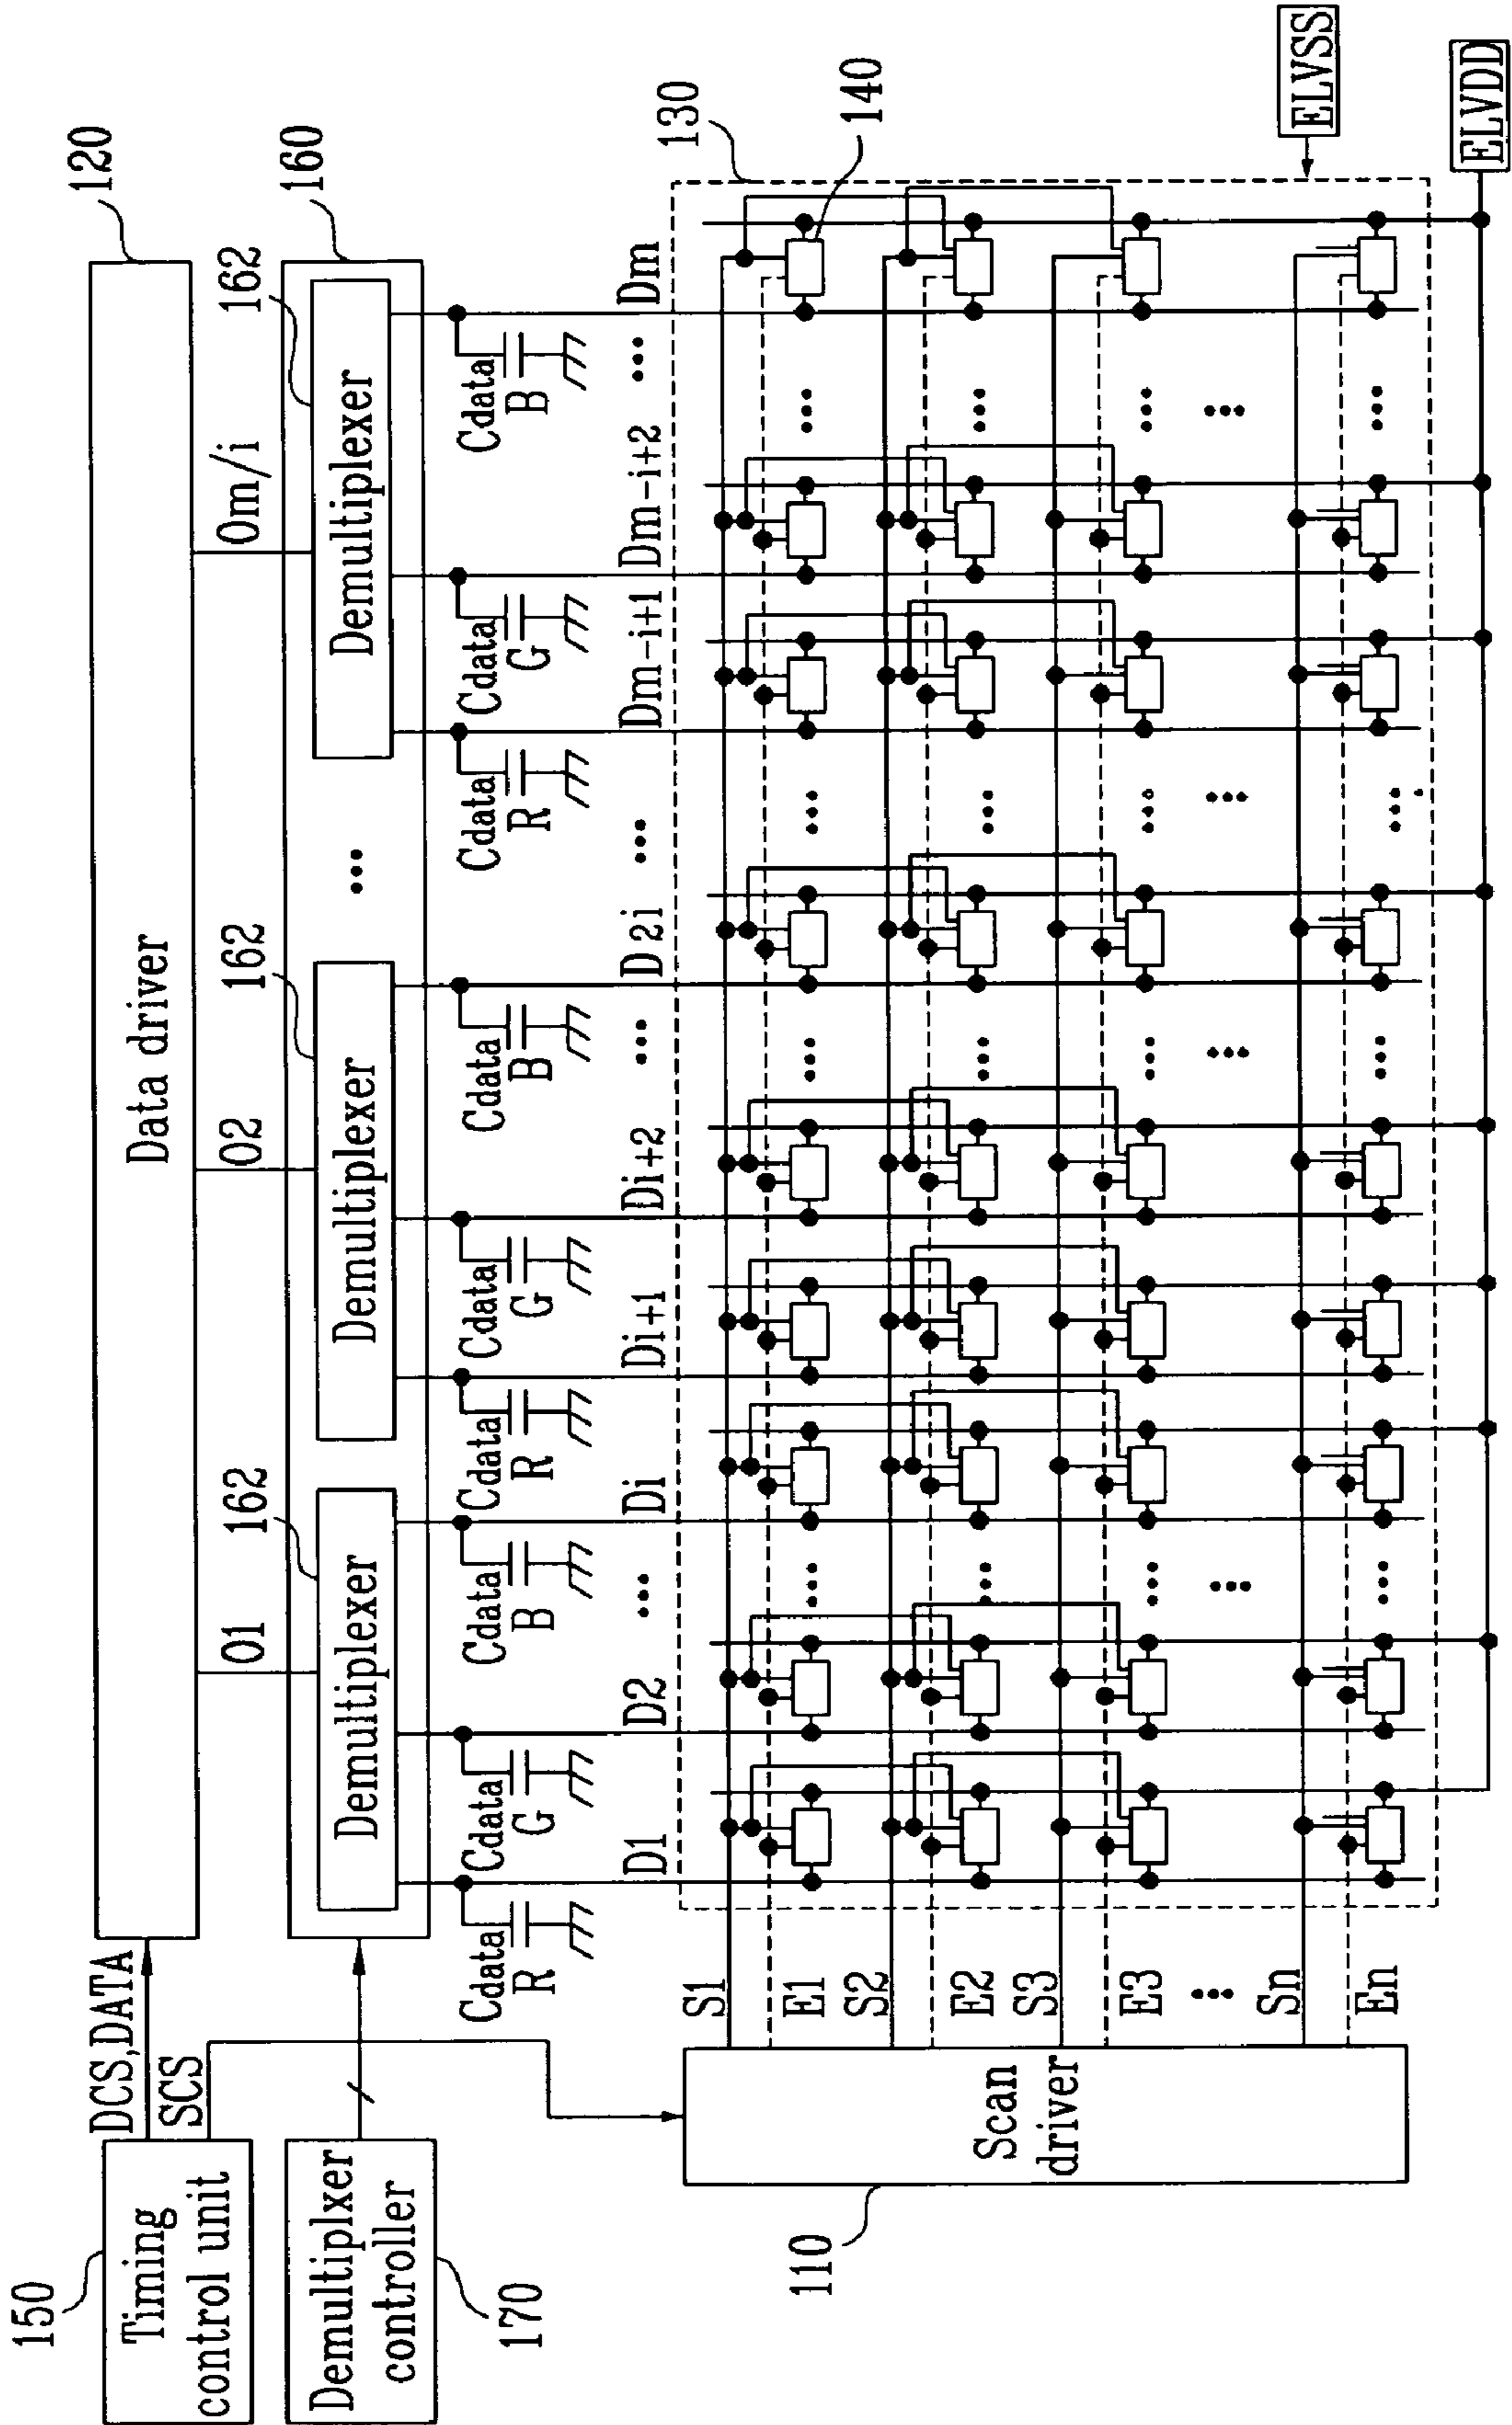 150
Timing
control unit
DCS,DATA
SCS
Data driver
120
Demultiplxer
controller
170
O1
O2
Om/i
160
162
162
162
Demultiplexer
Demultiplexer
...
Demultiplexer
Cdata
R
Cdata
G
Cdata
B
Cdata
R
Cdata
G
Cdata
B
Cdata
R
Cdata
G
Cdata
B
D1
D2
...
Di
Di+1
Di+2
...
D2i
...
Dm-i+1
Dm-i+2
...
Dm
130
140
110
Scan
driver
S1
E1
S2
E2
S3
E3
...
Sn
En
ELVSS
ELVDD